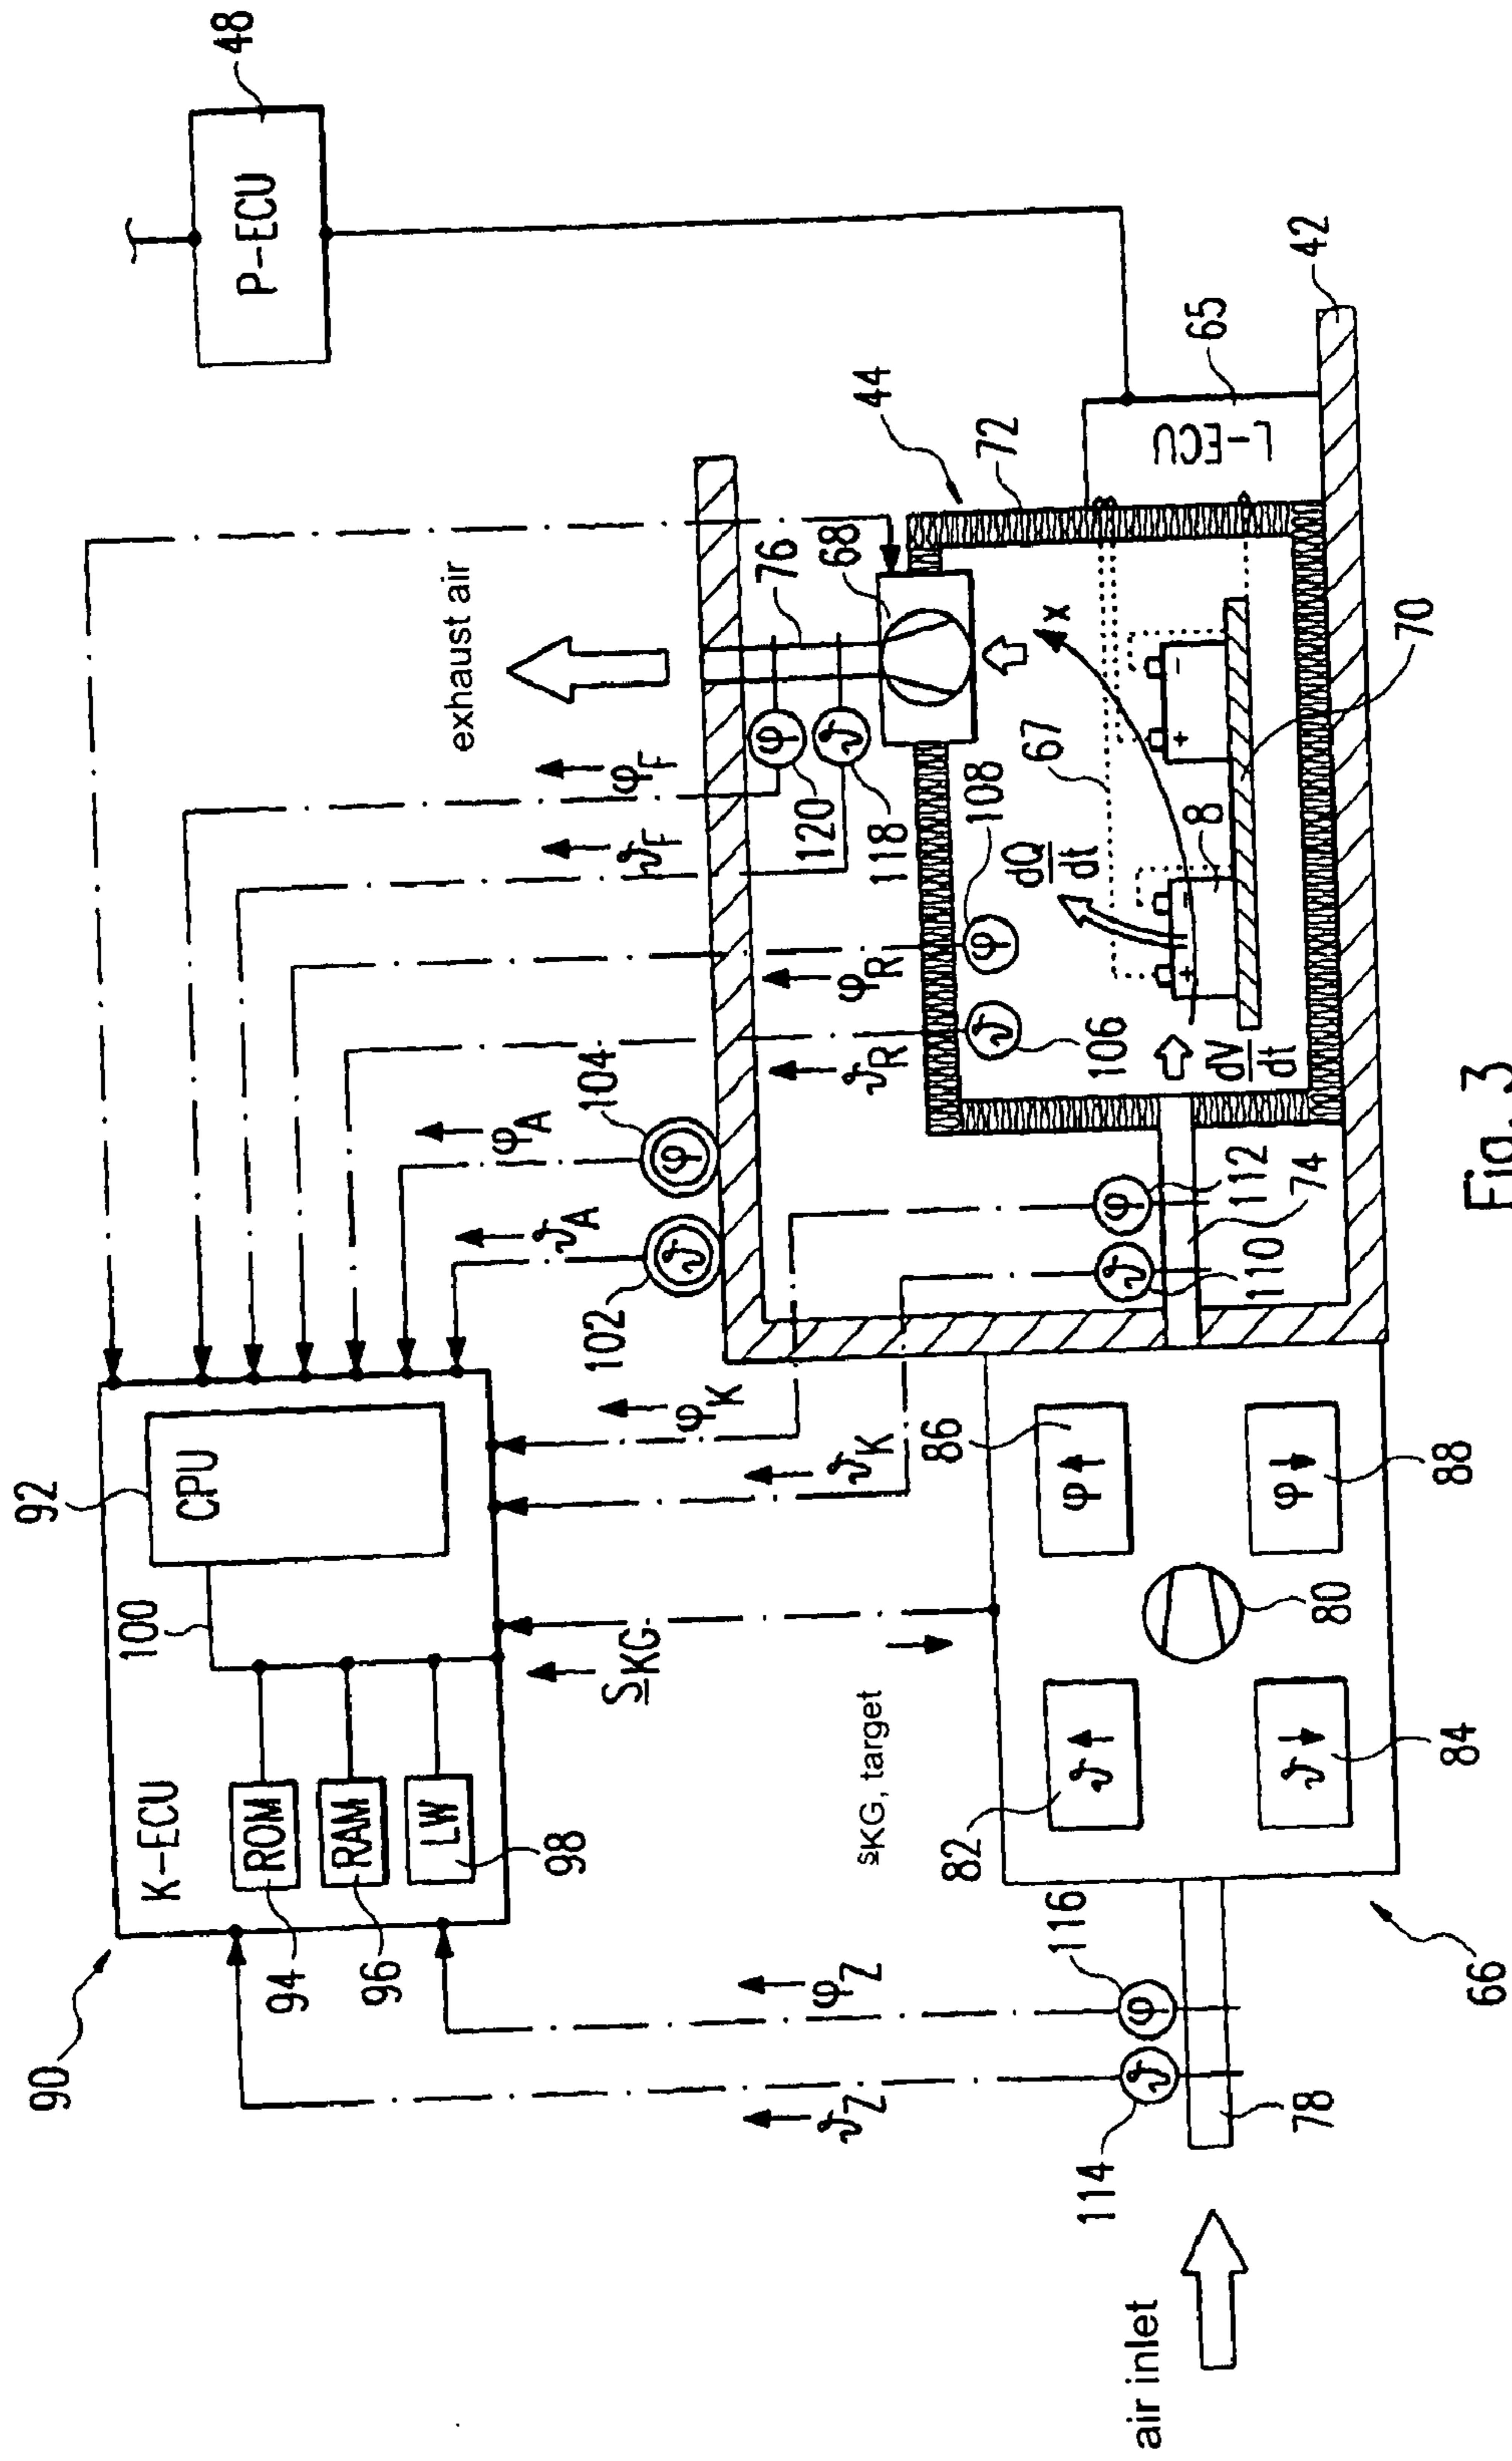 90
K-ECU
92
CPU
100
ROM
94
RAM
96
LW
98
48
P-ECU
exhaust air
φF
ϑF
φR
ϑR
φA
ϑA
104
φ
102
ϑ
φK
ϑK
SKG
sKG, target
φZ
ϑZ
44
76
68
72
120
φ
118
ϑ
108
φ
106
ϑ
67
x
dQ
dt
8
+
-
+
-
dV
dt
70
65
L-ECU
42
112
φ
110
ϑ
74
86
φ
88
φ
80
82
ϑ
84
ϑ
66
116
φ
114
ϑ
78
air inlet
Fig. 3